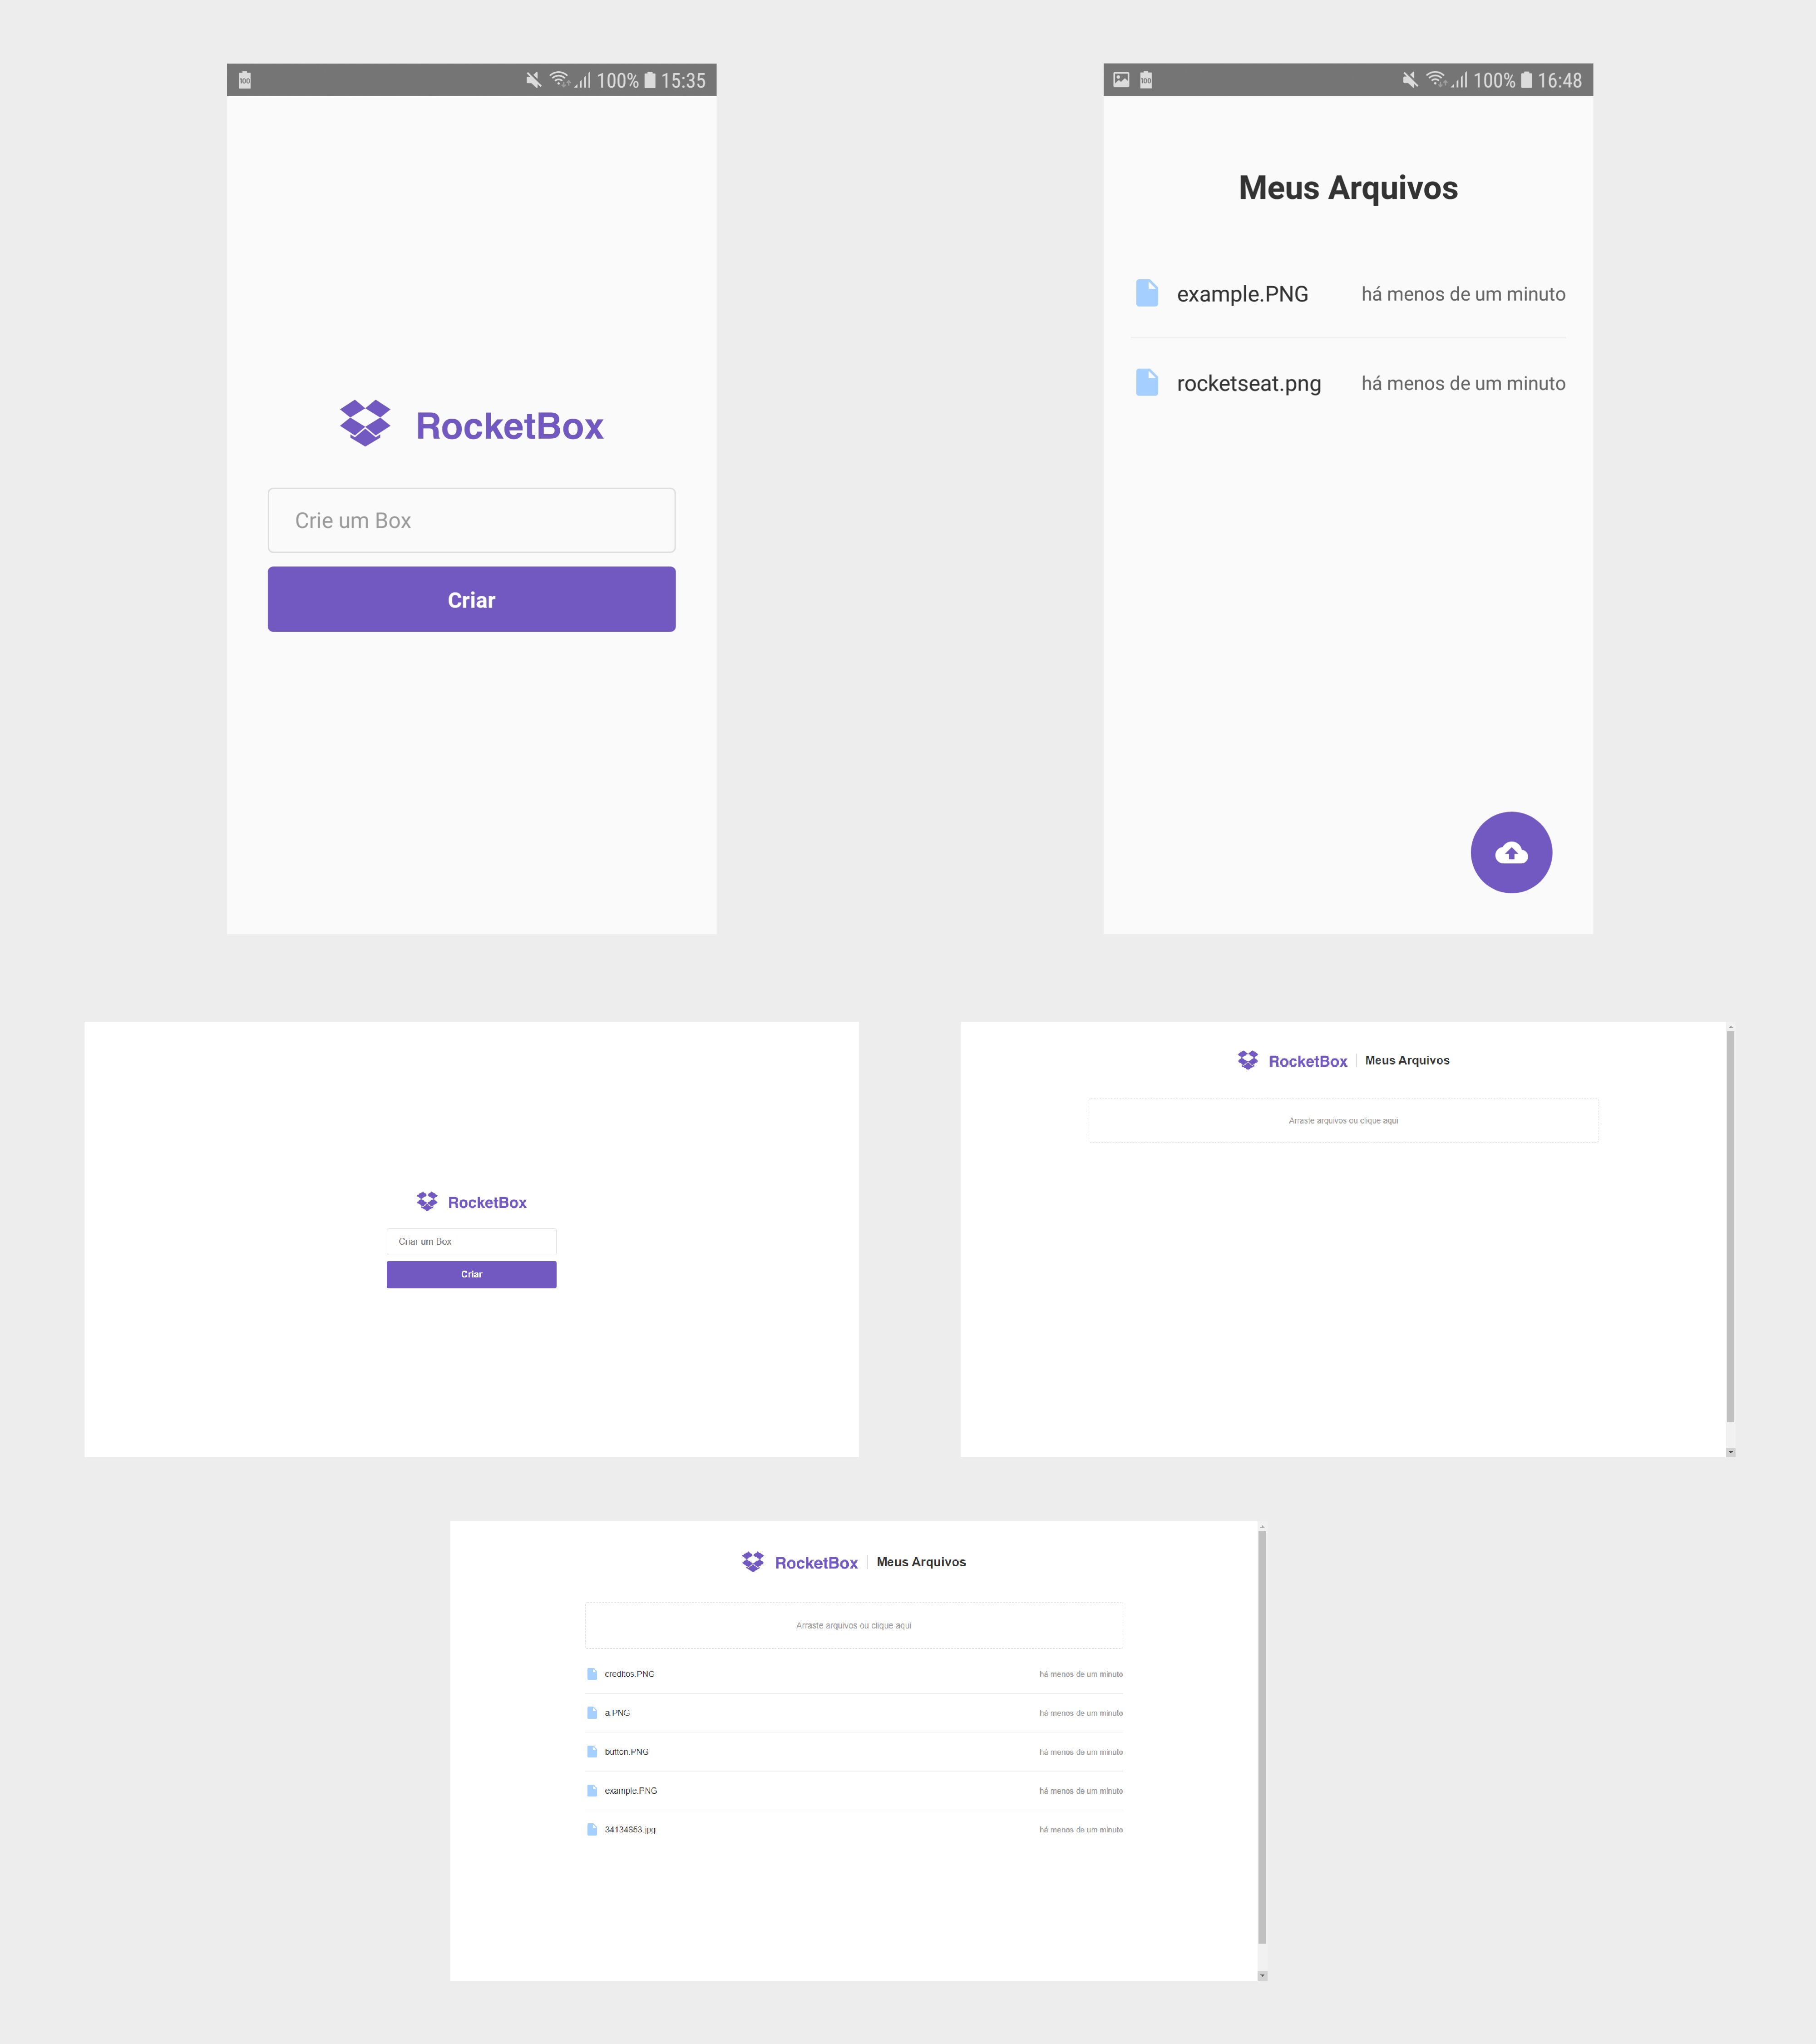 100% 15:35
RocketBox
Crie um Box
Criar
100% 16:48
Meus Arquivos
example.PNG há menos de um minuto
rocketseat.png há menos de um minuto
RocketBox
Criar um Box
Criar
RocketBox Meus Arquivos
Arraste arquivos ou clique aqui
RocketBox Meus Arquivos
Arraste arquivos ou clique aqui
creditos.PNG há menos de um minuto
a.PNG há menos de um minuto
button.PNG há menos de um minuto
example.PNG há menos de um minuto
34134653.jpg há menos de um minuto